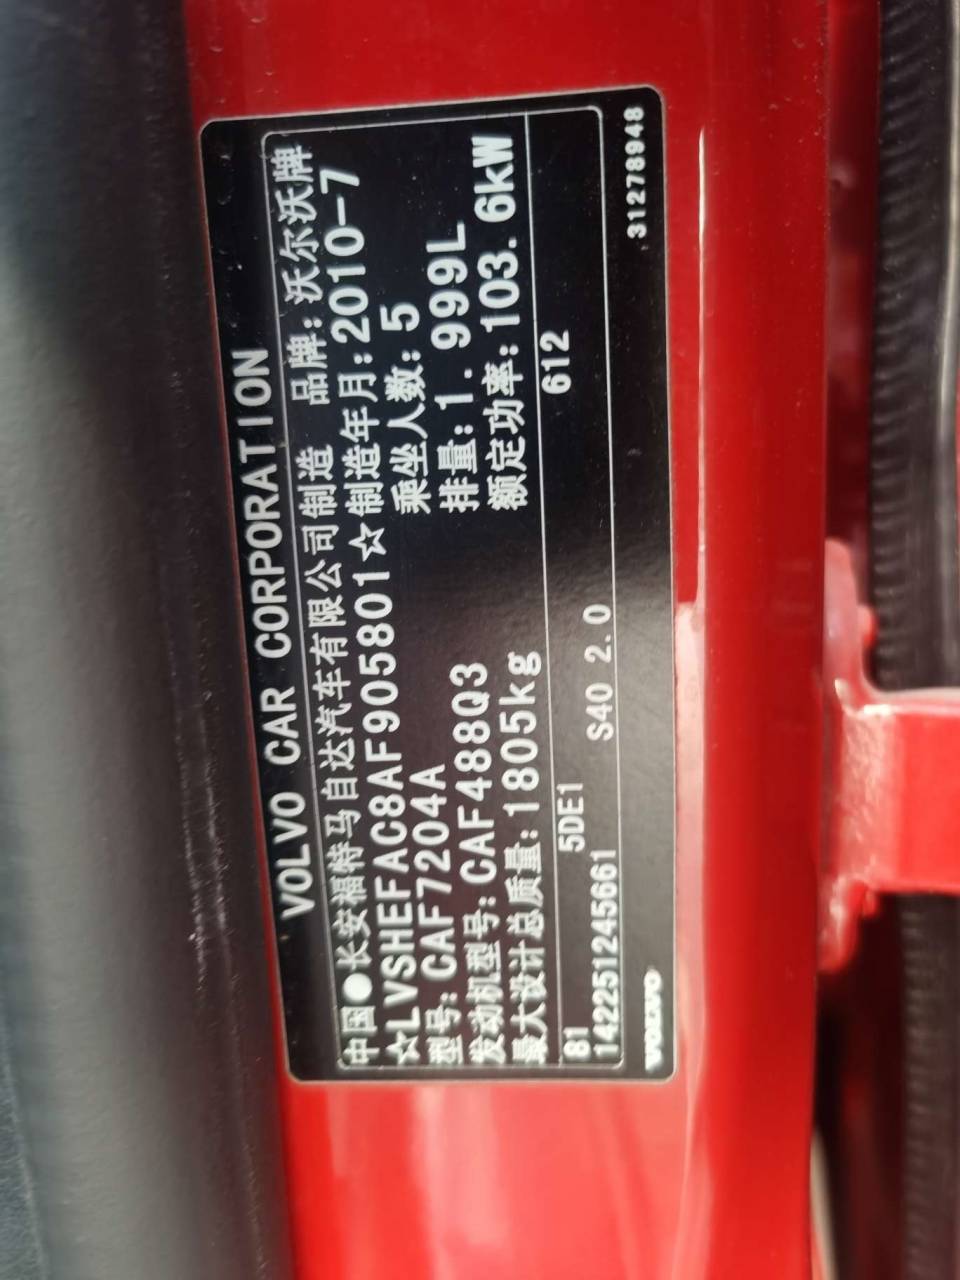 VOLVO CAR CORPORATION
中国●长安福特马自达汽车有限公司制造 品牌:沃尔沃牌
☆LVSHEFAC8AF905801☆ 制造年月:2010-7
型号:CAF7204A 乘坐人数:5
发动机型号:CAF488Q3 排量:1.999L
最大设计总质量:1805kg 额定功率:103.6kW
81 5DE1 612
142251245661 S40 2.0
VOLVO 31278948